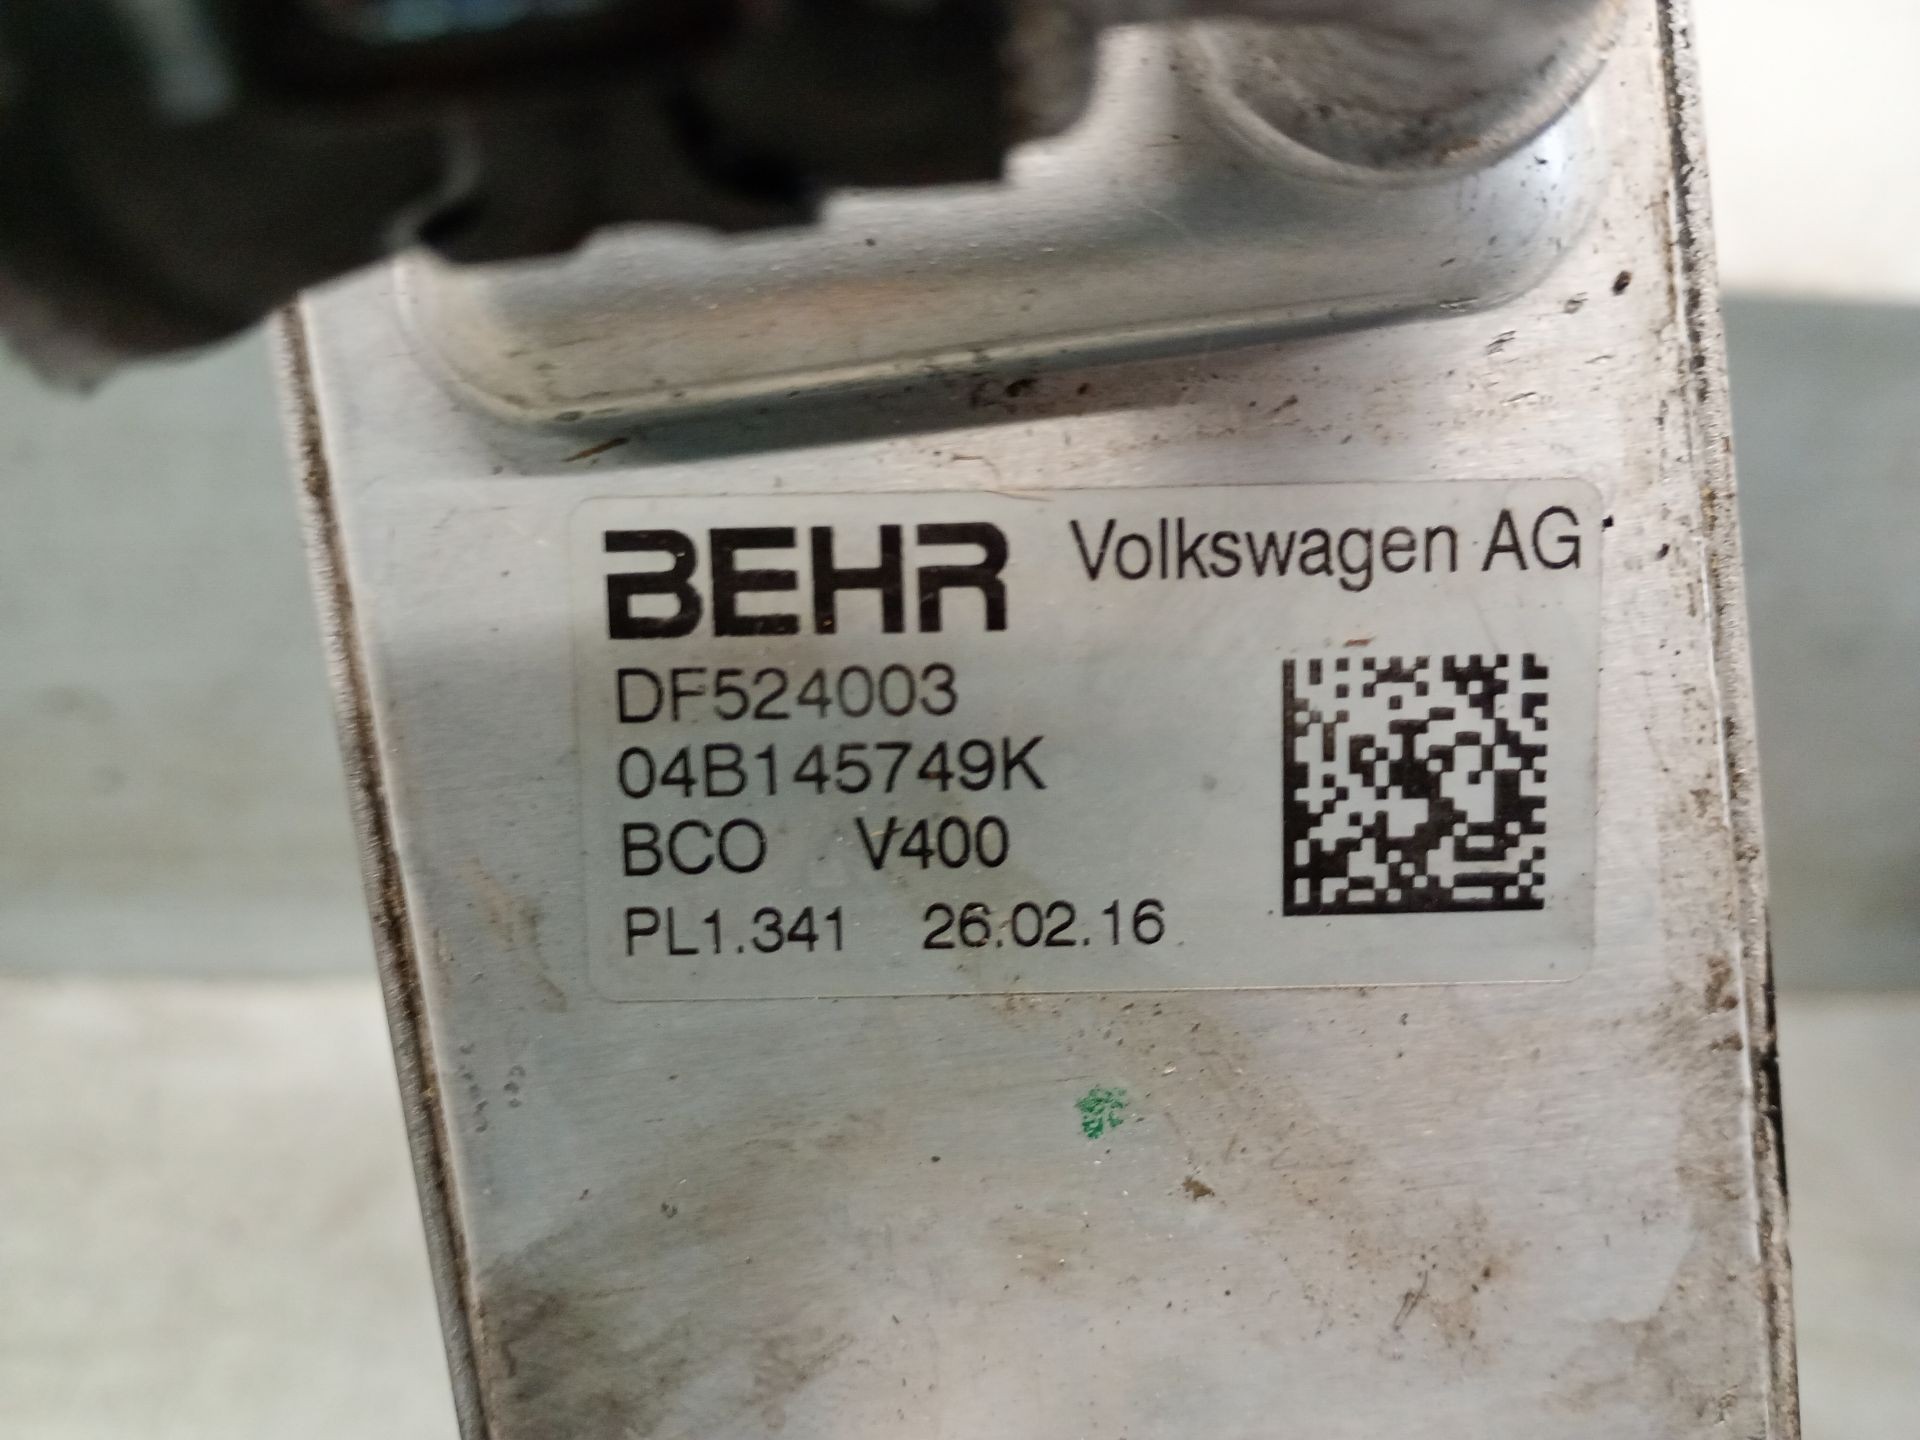 BEHR Volkswagen AG
DF524003
04B145749K
BCO V400
PL1.341 26.02.16